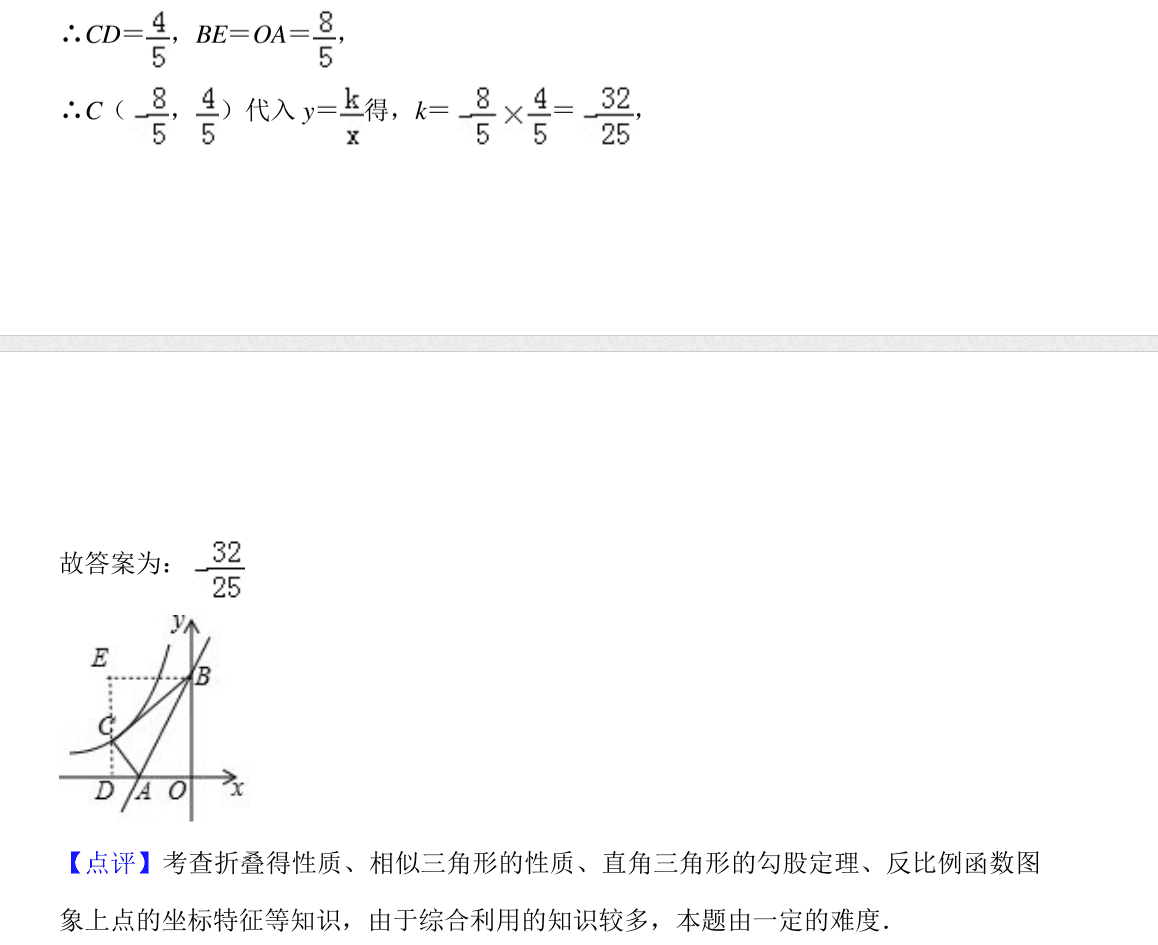 ∴CD=4/5，BE=OA=8/5，
∴C（-8/5，4/5）代入 y=k/x得，k=-8/5×4/5=-32/25，
故答案为：-32/25
y
E
B
C
D A O x
【点评】考查折叠得性质、相似三角形的性质、直角三角形的勾股定理、反比例函数图
象上点的坐标特征等知识，由于综合利用的知识较多，本题由一定的难度．